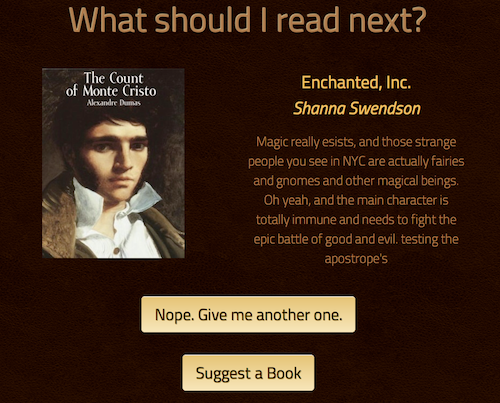 What should I read next?
The Count
of Monte Cristo
Alexandre Dumas
Enchanted, Inc.
Shanna Swendson
Magic really esists, and those strange
people you see in NYC are actually fairies
and gnomes and other magical beings.
Oh yeah, and the main character is
totally immune and needs to fight the
epic battle of good and evil. testing the
apostrope's
Nope. Give me another one.
Suggest a Book